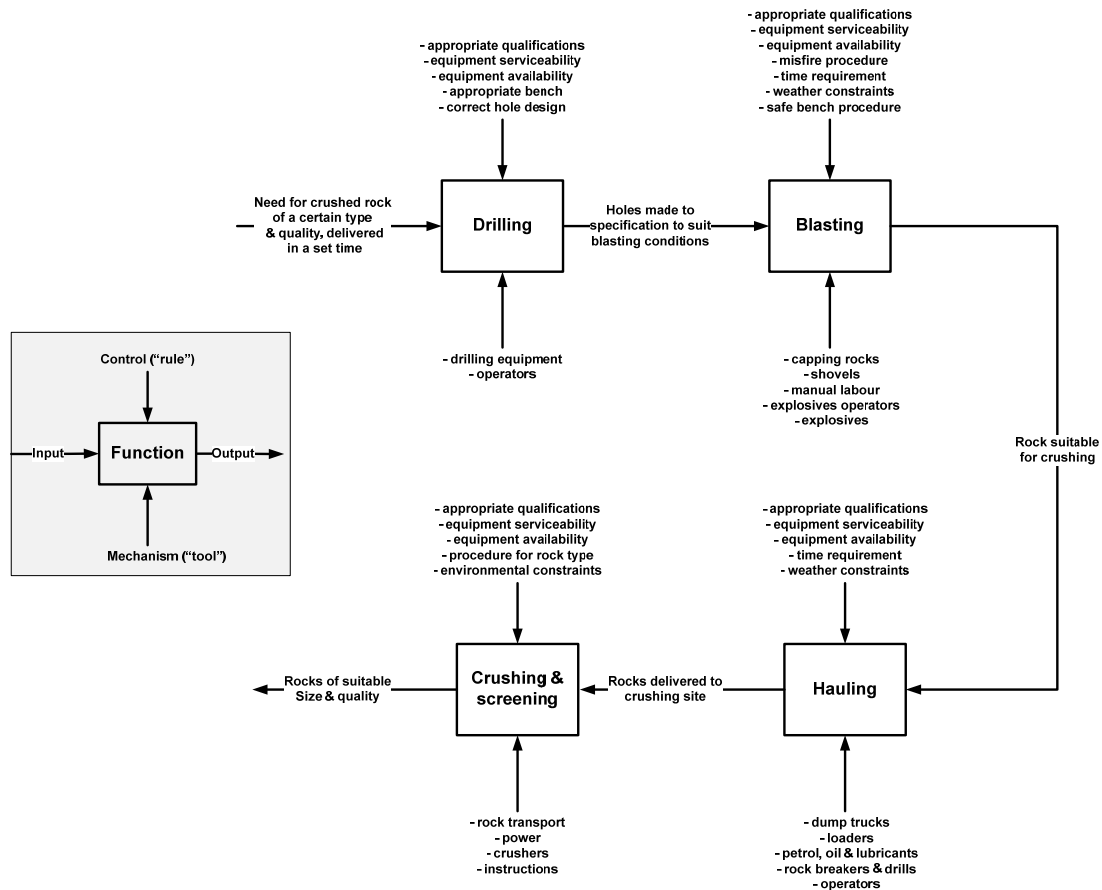 - appropriate qualifications
- equipment serviceability
- equipment availability
- appropriate bench
- correct hole design
- appropriate qualifications
- equipment serviceability
- equipment availability
- misfire procedure
- time requirement
- weather constraints
- safe bench procedure
Need for crushed rock
of a certain type
& quality, delivered
in a set time
Drilling
Holes made to
specification to suit
blasting conditions
Blasting
- drilling equipment
- operators
- capping rocks
- shovels
- manual labour
- explosives operators
- explosives
Control (“rule”)
Input
Function
Output
Mechanism (“tool”)
Rock suitable
for crushing
- appropriate qualifications
- equipment serviceability
- equipment availability
- procedure for rock type
- environmental constraints
- appropriate qualifications
- equipment serviceability
- equipment availability
- time requirement
- weather constraints
Rocks of suitable
Size & quality
Crushing &
screening
Rocks delivered to
crushing site
Hauling
- rock transport
- power
- crushers
- instructions
- dump trucks
- loaders
- petrol, oil & lubricants
- rock breakers & drills
- operators